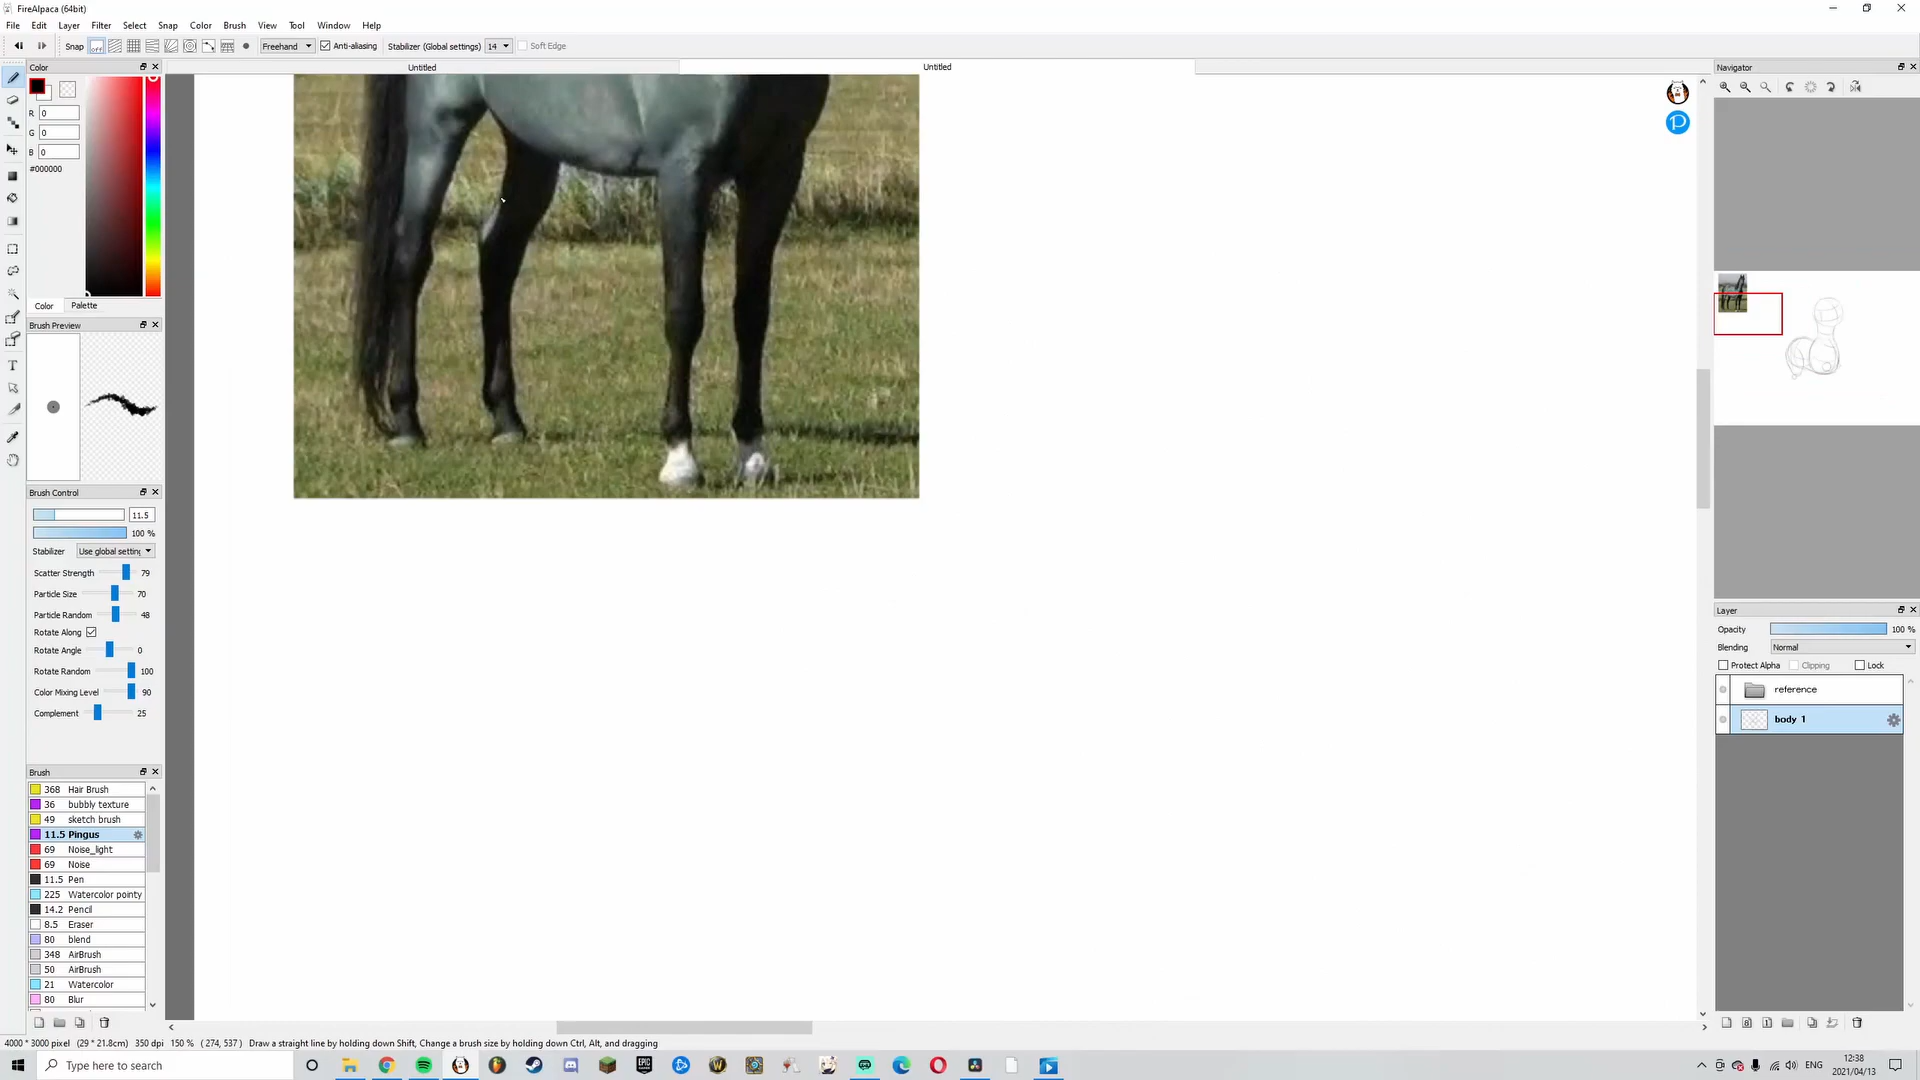 FireAlpaca (64bit)
File Edit Layer Filter Select Snap Color Brush View Tool Window Help
Snap off Freehand Anti-aliasing Stabilizer (Global settings) 14 Soft Edge
Color
Untitled
Untitled
Navigator
R 0
G 0
B 0
#000000
Color Palette
Brush Preview
Brush Control
11.5
100 %
Stabilizer Use global setting
Scatter Strength 79
Particle Size 70
Particle Random 48
Rotate Along
Rotate Angle 0
Rotate Random 100
Color Mixing Level 90
Complement 25
Brush
368 Hair Brush
36 bubbly texture
49 sketch brush
11.5 Pingus
69 Noise_light
69 Noise
11.5 Pen
225 Watercolor pointy
14.2 Pencil
8.5 Eraser
80 blend
348 AirBrush
50 AirBrush
21 Watercolor
80 Blur
Layer
Opacity 100 %
Blending Normal
Protect Alpha Clipping Lock
reference
body 1
4000 * 3000 pixel (29 * 21.8cm) 350 dpi 150 % ( 274, 537 ) Draw a straight line by holding down Shift, Change a brush size by holding down Ctrl, Alt, and dragging
Type here to search
ENG
12:38
2021/04/13